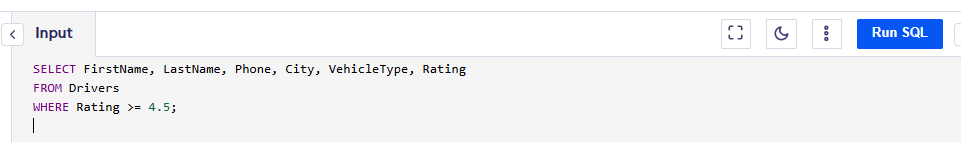 Input
Run SQL
SELECT FirstName, LastName, Phone, City, VehicleType, Rating
FROM Drivers
WHERE Rating >= 4.5;